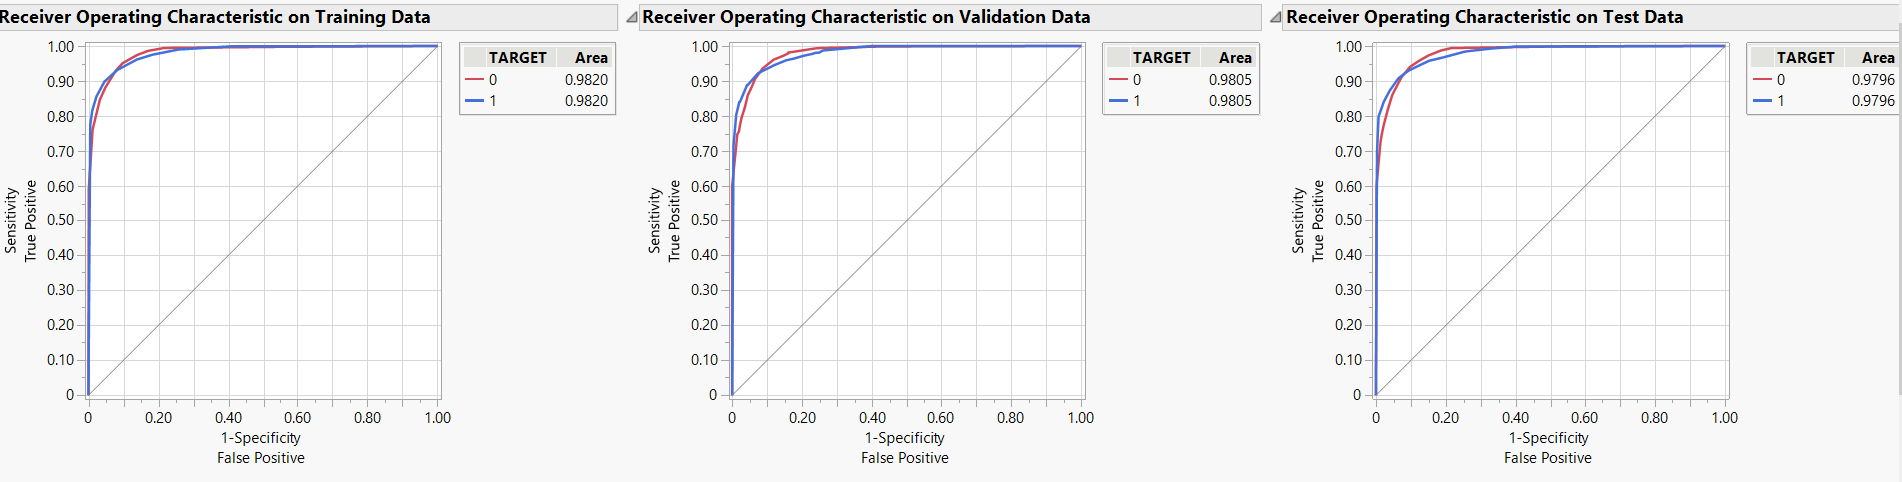 Receiver Operating Characteristic on Training Data
1.00
0.90
0.80
0.70
0.60
0.50
0.40
0.30
0.20
0.10
0
Sensitivity
True Positive
0 0.20 0.40 0.60 0.80 1.00
1-Specificity
False Positive
TARGET Area
0 0.9820
1 0.9820
Receiver Operating Characteristic on Validation Data
1.00
0.90
0.80
0.70
0.60
0.50
0.40
0.30
0.20
0.10
0
Sensitivity
True Positive
0 0.20 0.40 0.60 0.80 1.00
1-Specificity
False Positive
TARGET Area
0 0.9805
1 0.9805
Receiver Operating Characteristic on Test Data
1.00
0.90
0.80
0.70
0.60
0.50
0.40
0.30
0.20
0.10
0
Sensitivity
True Positive
0 0.20 0.40 0.60 0.80 1.00
1-Specificity
False Positive
TARGET Area
0 0.9796
1 0.9796